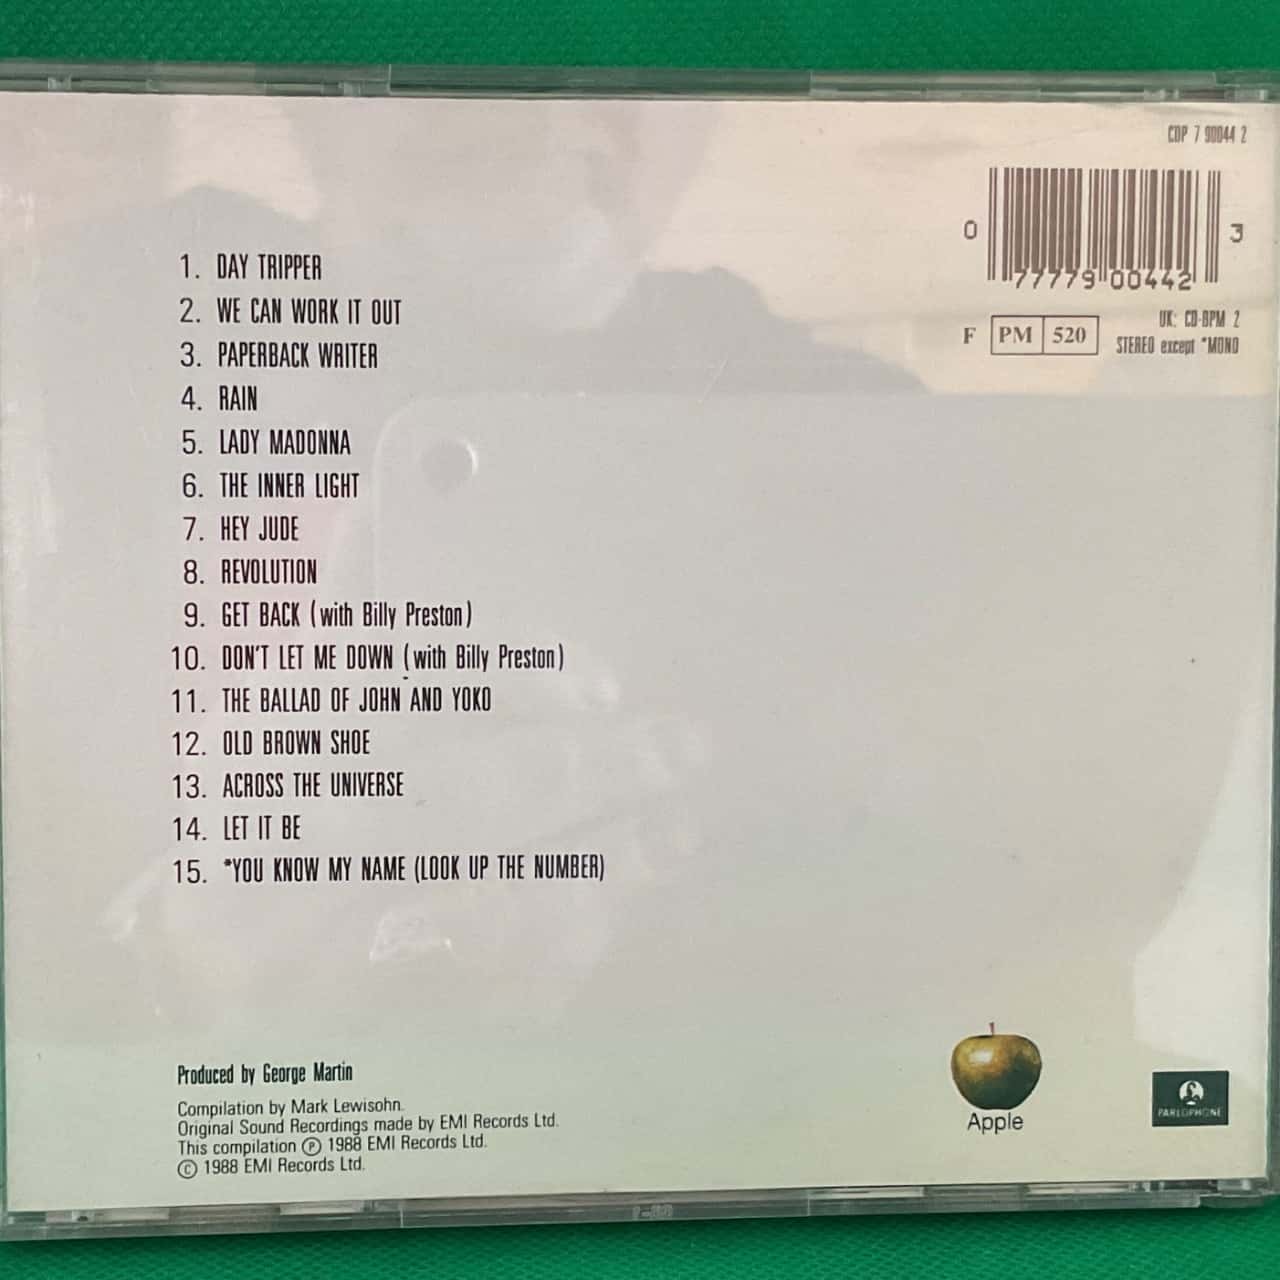 CDP 7 90044 2
0 77779 00442 3
F PM 520
UK: CD-BPM 2
STEREO except *MONO
1. DAY TRIPPER
2. WE CAN WORK IT OUT
3. PAPERBACK WRITER
4. RAIN
5. LADY MADONNA
6. THE INNER LIGHT
7. HEY JUDE
8. REVOLUTION
9. GET BACK (with Billy Preston)
10. DON'T LET ME DOWN (with Billy Preston)
11. THE BALLAD OF JOHN AND YOKO
12. OLD BROWN SHOE
13. ACROSS THE UNIVERSE
14. LET IT BE
15. *YOU KNOW MY NAME (LOOK UP THE NUMBER)
Produced by George Martin
Compilation by Mark Lewisohn.
Original Sound Recordings made by EMI Records Ltd.
This compilation ℗ 1988 EMI Records Ltd.
© 1988 EMI Records Ltd.
Apple
PARLOPHONE